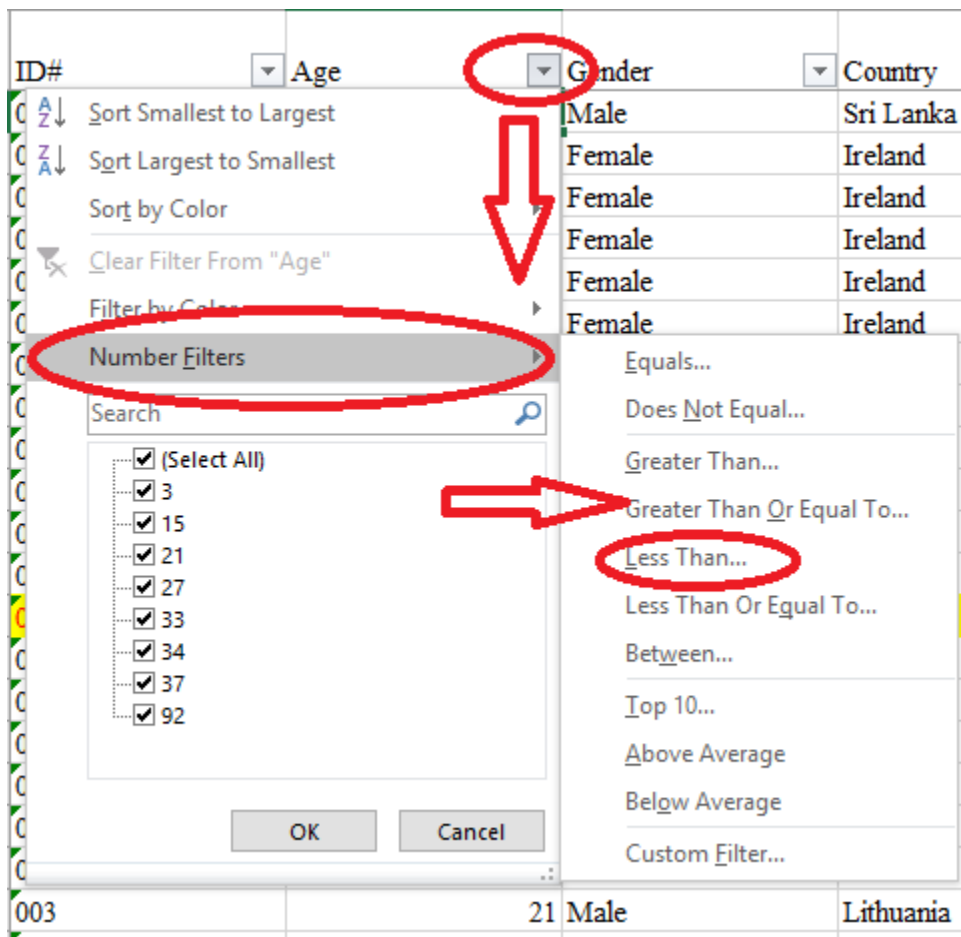 ID# Age Gender Country
Sort Smallest to Largest
Male Sri Lanka
Sort Largest to Smallest
Female Ireland
Sort by Color
Female Ireland
Female Ireland
Clear Filter From "Age"
Female Ireland
Filter by Color
Female Ireland
Number Filters
Search
(Select All)
3
15
21
27
33
34
37
92
OK Cancel
Equals...
Does Not Equal...
Greater Than...
Greater Than Or Equal To...
Less Than...
Less Than Or Equal To...
Between...
Top 10...
Above Average
Below Average
Custom Filter...
003 21 Male Lithuania